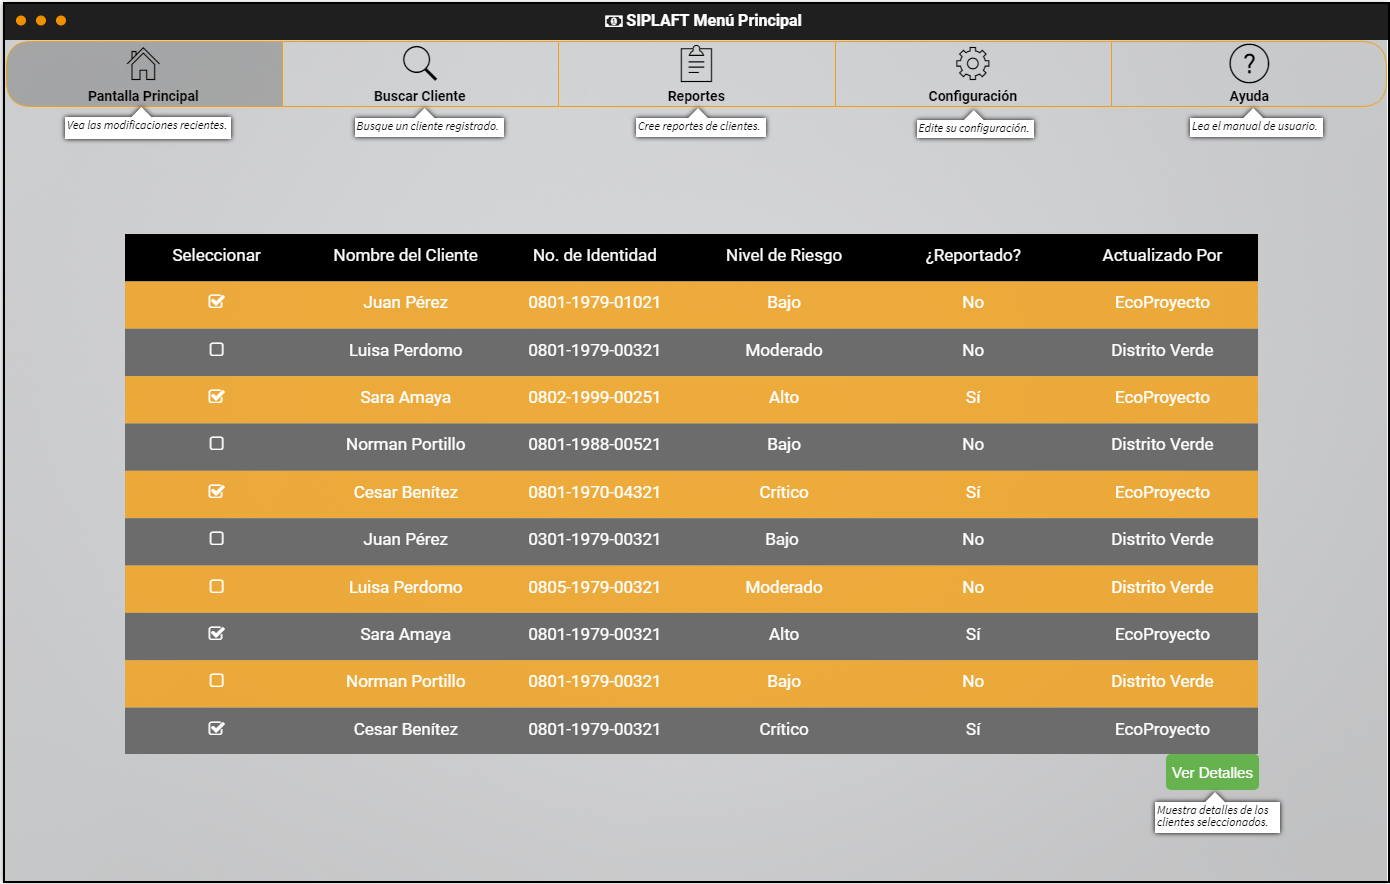 SIPLAFT Menú Principal
Pantalla Principal
Buscar Cliente
Reportes
Configuración
Ayuda
Vea las modificaciones recientes.
Busque un cliente registrado.
Cree reportes de clientes.
Edite su configuración.
Lea el manual de usuario.
Seleccionar Nombre del Cliente No. de Identidad Nivel de Riesgo ¿Reportado? Actualizado Por
Juan Pérez 0801-1979-01021 Bajo No EcoProyecto
Luisa Perdomo 0801-1979-00321 Moderado No Distrito Verde
Sara Amaya 0802-1999-00251 Alto Sí EcoProyecto
Norman Portillo 0801-1988-00521 Bajo No Distrito Verde
Cesar Benítez 0801-1970-04321 Crítico Sí EcoProyecto
Juan Pérez 0301-1979-00321 Bajo No Distrito Verde
Luisa Perdomo 0805-1979-00321 Moderado No Distrito Verde
Sara Amaya 0801-1979-00321 Alto Sí EcoProyecto
Norman Portillo 0801-1979-00321 Bajo No Distrito Verde
Cesar Benítez 0801-1979-00321 Crítico Sí EcoProyecto
Ver Detalles
Muestra detalles de los
clientes seleccionados.